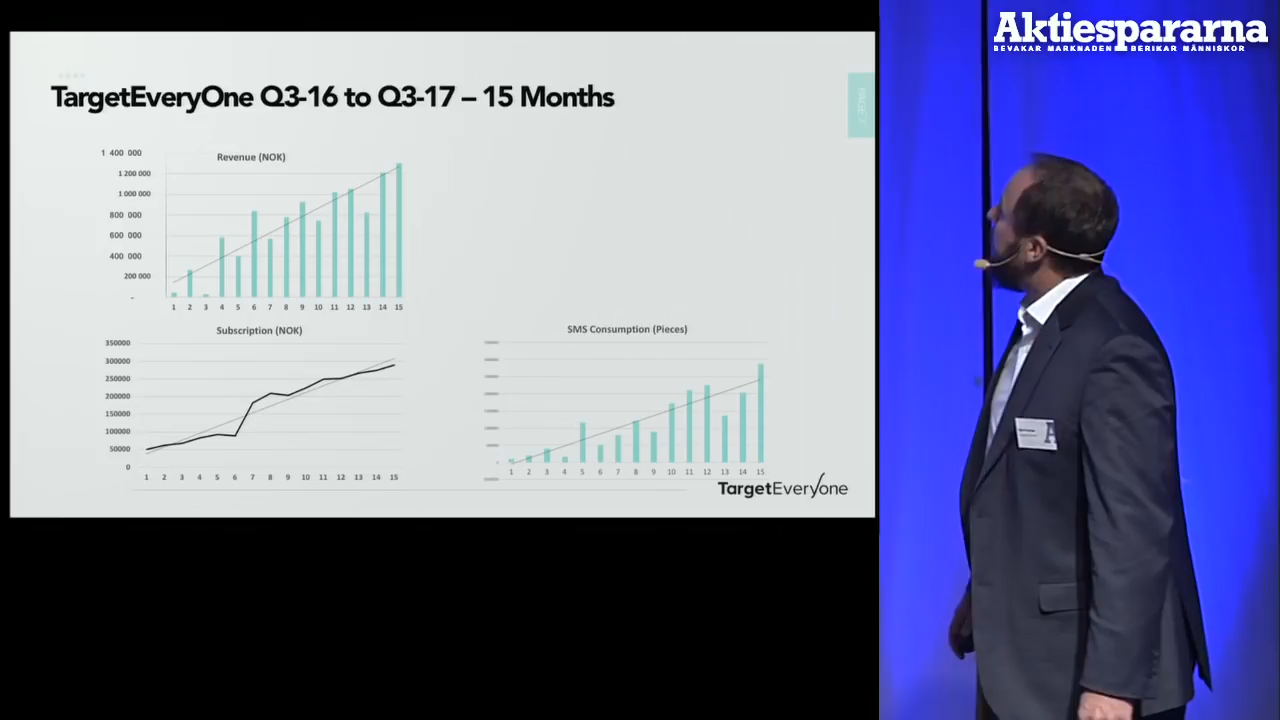 Aktiespararna
BEVAKAR MARKNADEN BERIKAR MÄNNISKOR
TargetEveryOne Q3-16 to Q3-17 – 15 Months
Revenue (NOK)
1 400 000
1 200 000
1 000 000
800 000
600 000
400 000
200 000
-
1 2 3 4 5 6 7 8 9 10 11 12 13 14 15
Subscription (NOK)
350000
300000
250000
200000
150000
100000
50000
0
1 2 3 4 5 6 7 8 9 10 11 12 13 14 15
SMS Consumption (Pieces)
1 2 3 4 5 6 7 8 9 10 11 12 13 14 15
TargetEveryone